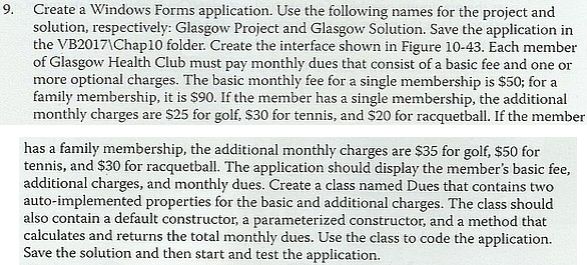 9. Create a Windows Forms application. Use the following names for the project and
solution, respectively: Glasgow Project and Glasgow Solution. Save the application in
the VB2017\Chap10 folder. Create the interface shown in Figure 10-43. Each member
of Glasgow Health Club must pay monthly dues that consist of a basic fee and one or
more optional charges. The basic monthly fee for a single membership is $50; for a
family membership, it is $90. If the member has a single membership, the additional
monthly charges are $25 for golf, $30 for tennis, and $20 for racquetball. If the member
has a family membership, the additional monthly charges are $35 for golf, $50 for
tennis, and $30 for racquetball. The application should display the member's basic fee,
additional charges, and monthly dues. Create a class named Dues that contains two
auto-implemented properties for the basic and additional charges. The class should
also contain a default constructor, a parameterized constructor, and a method that
calculates and returns the total monthly dues. Use the class to code the application.
Save the solution and then start and test the application.